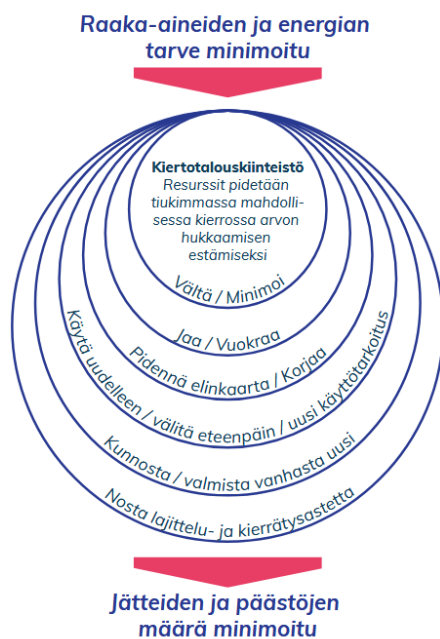 Raaka-aineiden ja energian
tarve minimoitu
Kiertotalouskiinteistö
Resurssit pidetään
tiukimmassa mahdolli-
sessa kierrossa arvon
hukkaamisen
estämiseksi
Vältä / Minimoi
Jaa / Vuokraa
Pidennä elinkaarta / Korjaa
Käytä uudelleen / välitä eteenpäin / uusi käyttötarkoitus
Kunnosta / valmista vanhasta uusi
Nosta lajittelu- ja kierrätysastetta
Jätteiden ja päästöjen
määrä minimoitu